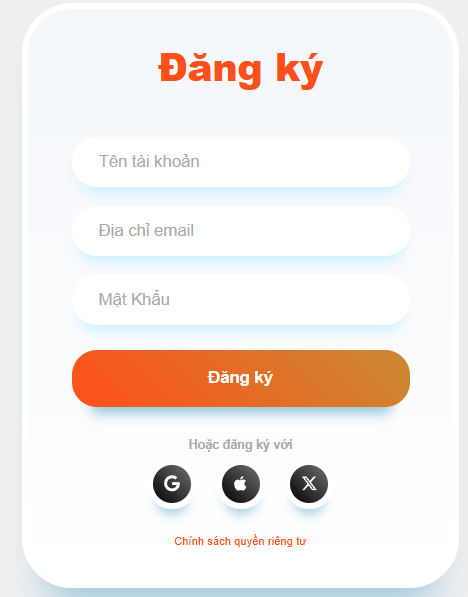 Đăng ký
Tên tài khoản
Địa chỉ email
Mật Khẩu
Đăng ký
Hoặc đăng ký với
Chính sách quyền riêng tư